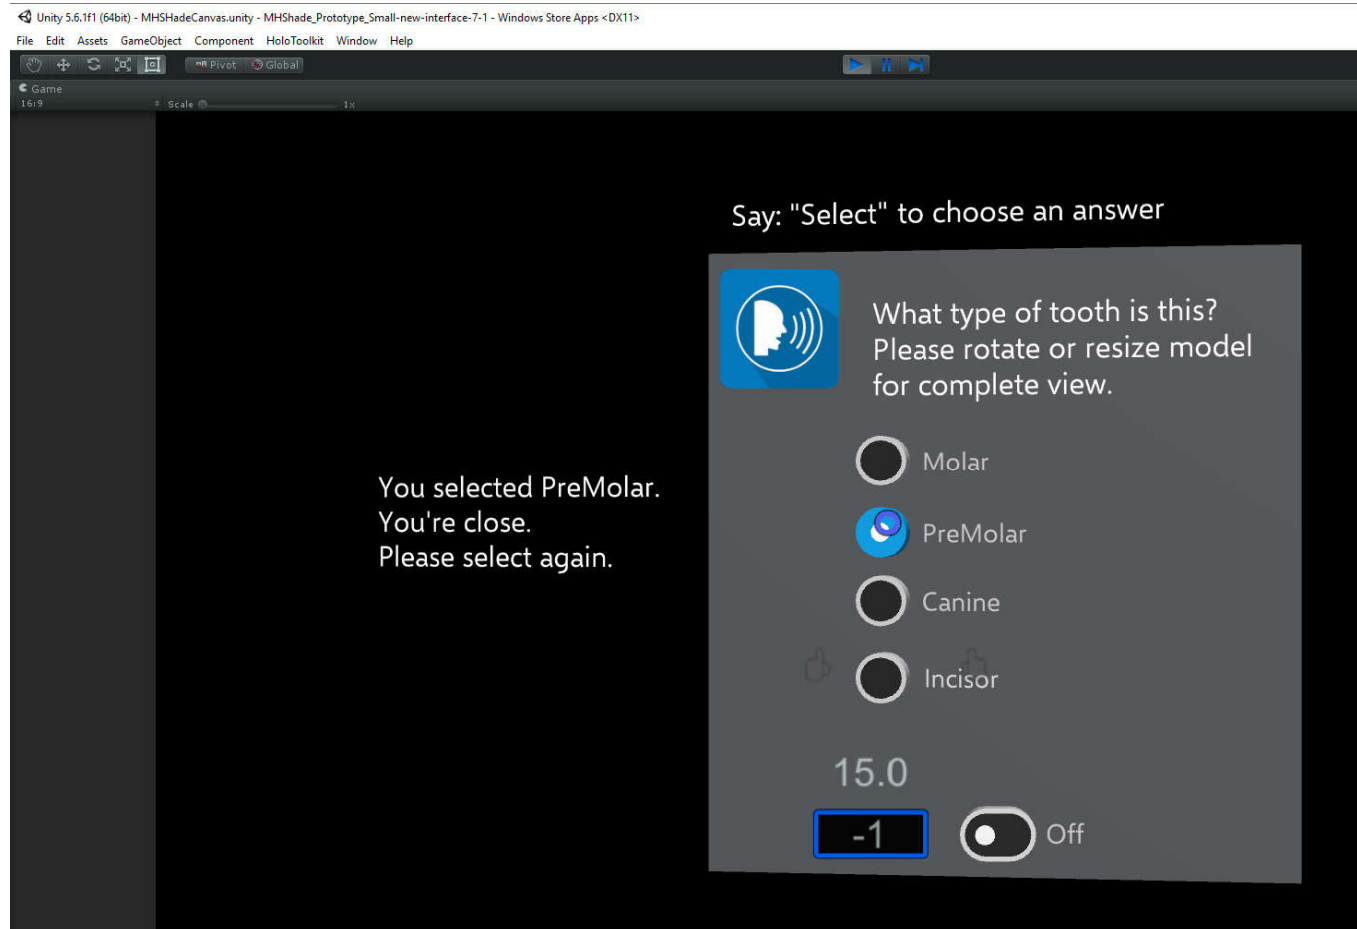 Unity 5.6.1f1 (64bit) - MHSHadeCanvas.unity - MHShade_Prototype_Small-new-interface-7-1 - Windows Store Apps <DX11>
File Edit Assets GameObject Component HoloToolkit Window Help
Pivot Global
Game
16:9 Scale 1x
Say: "Select" to choose an answer
What type of tooth is this?
Please rotate or resize model
for complete view.
Molar
You selected PreMolar.
You're close.
Please select again.
PreMolar
Canine
Incisor
15.0
-1 Off